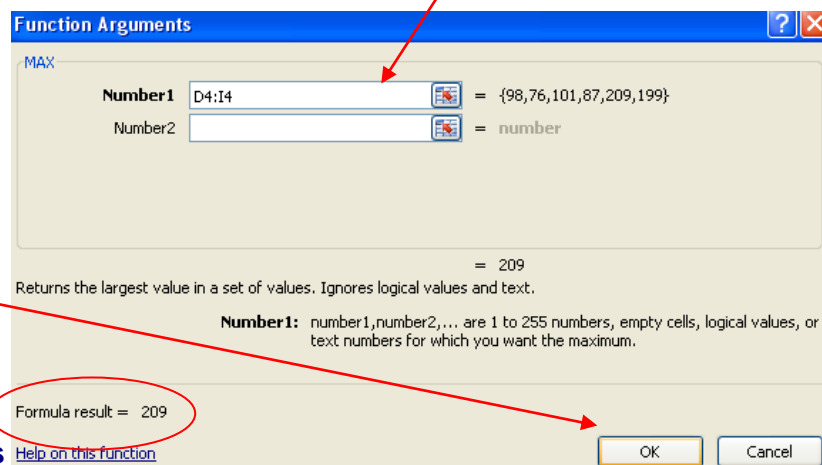 Function Arguments
MAX
Number1 D4:I4 = {98,76,101,87,209,199}
Number2 = number
= 209
Returns the largest value in a set of values. Ignores logical values and text.
Number1: number1,number2,... are 1 to 255 numbers, empty cells, logical values, or
text numbers for which you want the maximum.
Formula result = 209
s Help on this function OK Cancel